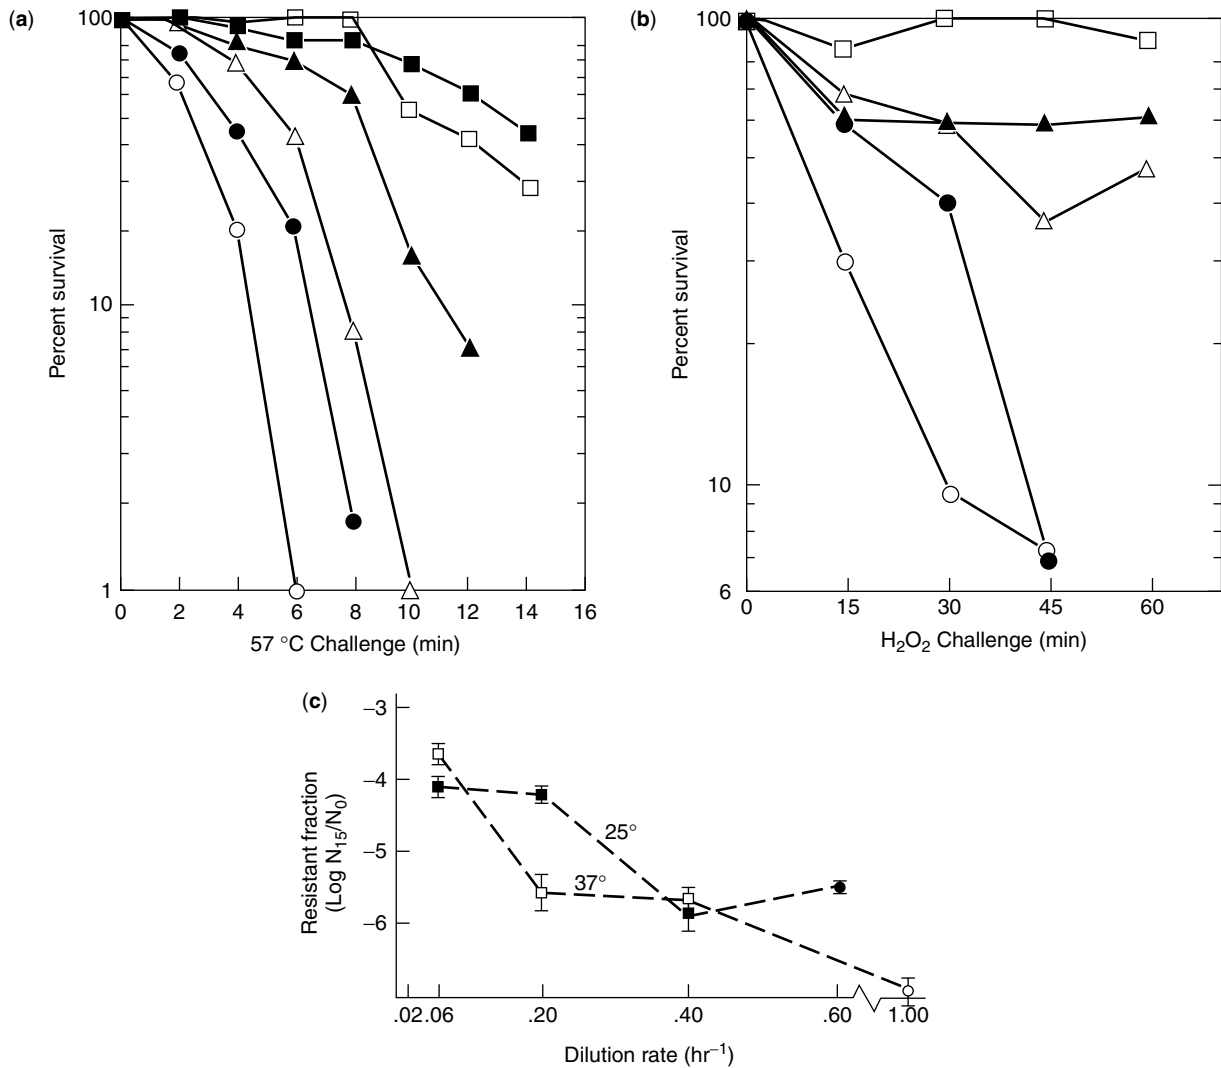 (a)
100
10
1
Percent survival
0 2 4 6 8 10 12 14 16
57 °C Challenge (min)
(b)
100
10
6
Percent survival
0 15 30 45 60
H₂O₂ Challenge (min)
(c)
–3
–4
–5
–6
Resistant fraction
(Log N₁₅/N₀)
25°
37°
.02 .06 .20 .40 .60 1.00
Dilution rate (hr⁻¹)